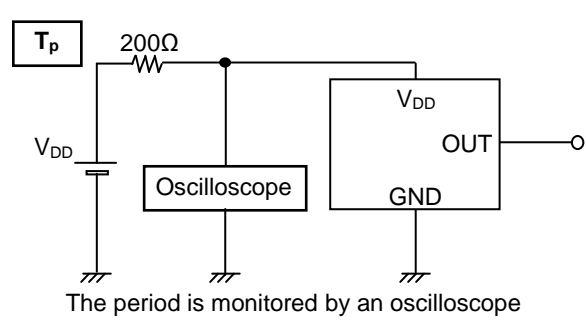 Tp
200Ω
VDD
VDD
OUT
Oscilloscope
GND
The period is monitored by an oscilloscope